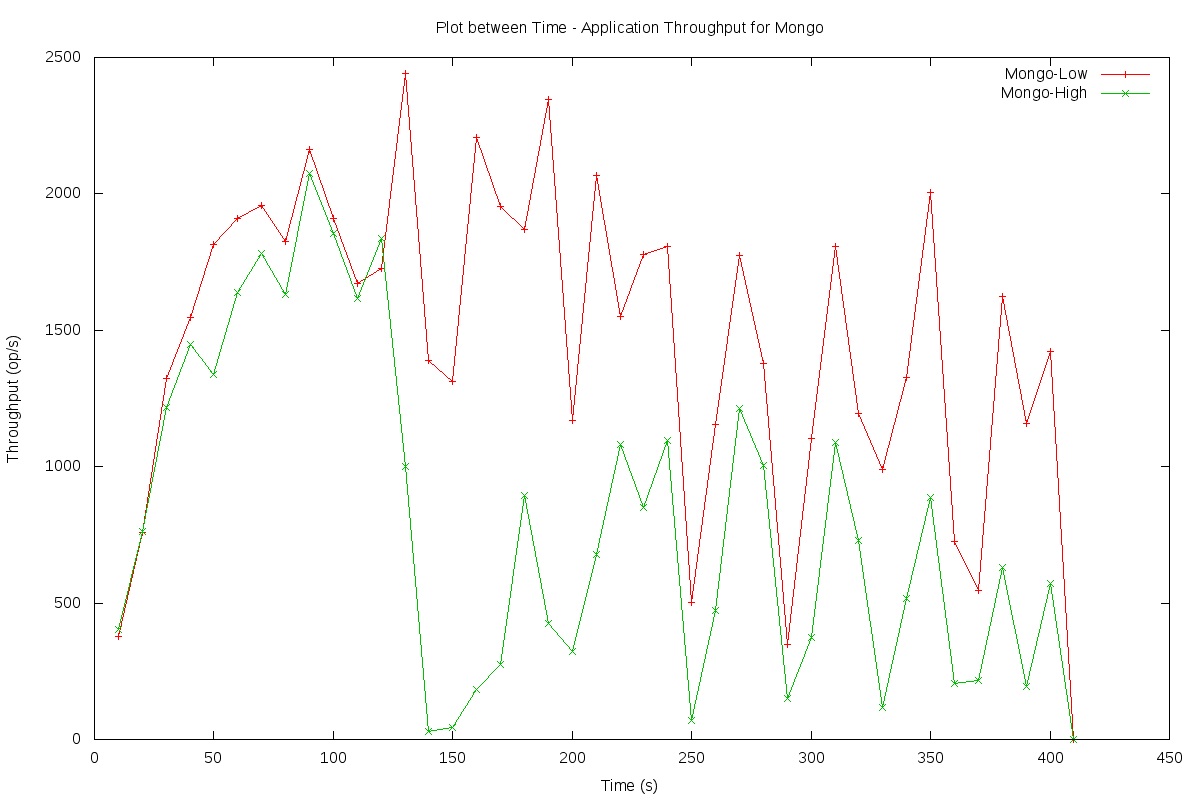 Plot between Time - Application Throughput for Mongo
2500
Mongo-Low
Mongo-High
2000
1500
Throughput (op/s)
1000
500
0
0 50 100 150 200 250 300 350 400 450
Time (s)